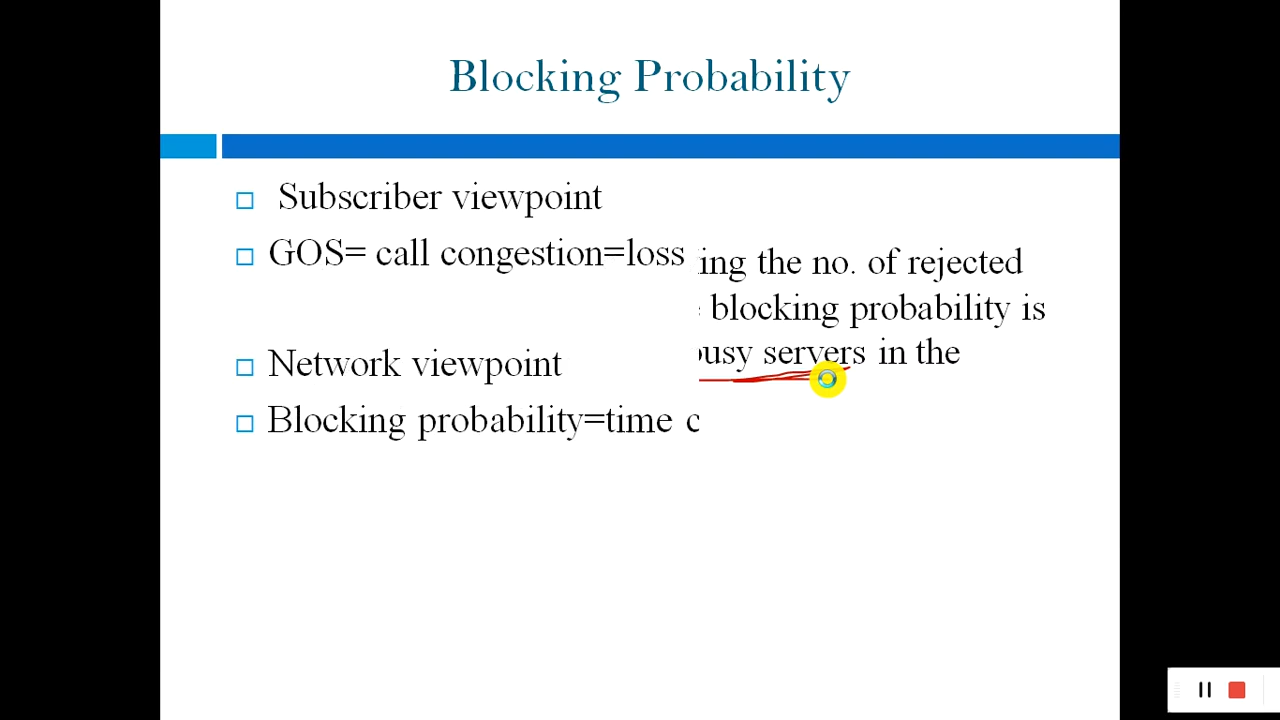 Blocking Probability
Subscriber viewpoint
GOS= call congestion=loss
ing the no. of rejected
blocking probability is
busy servers in the
Network viewpoint
Blocking probability=time c